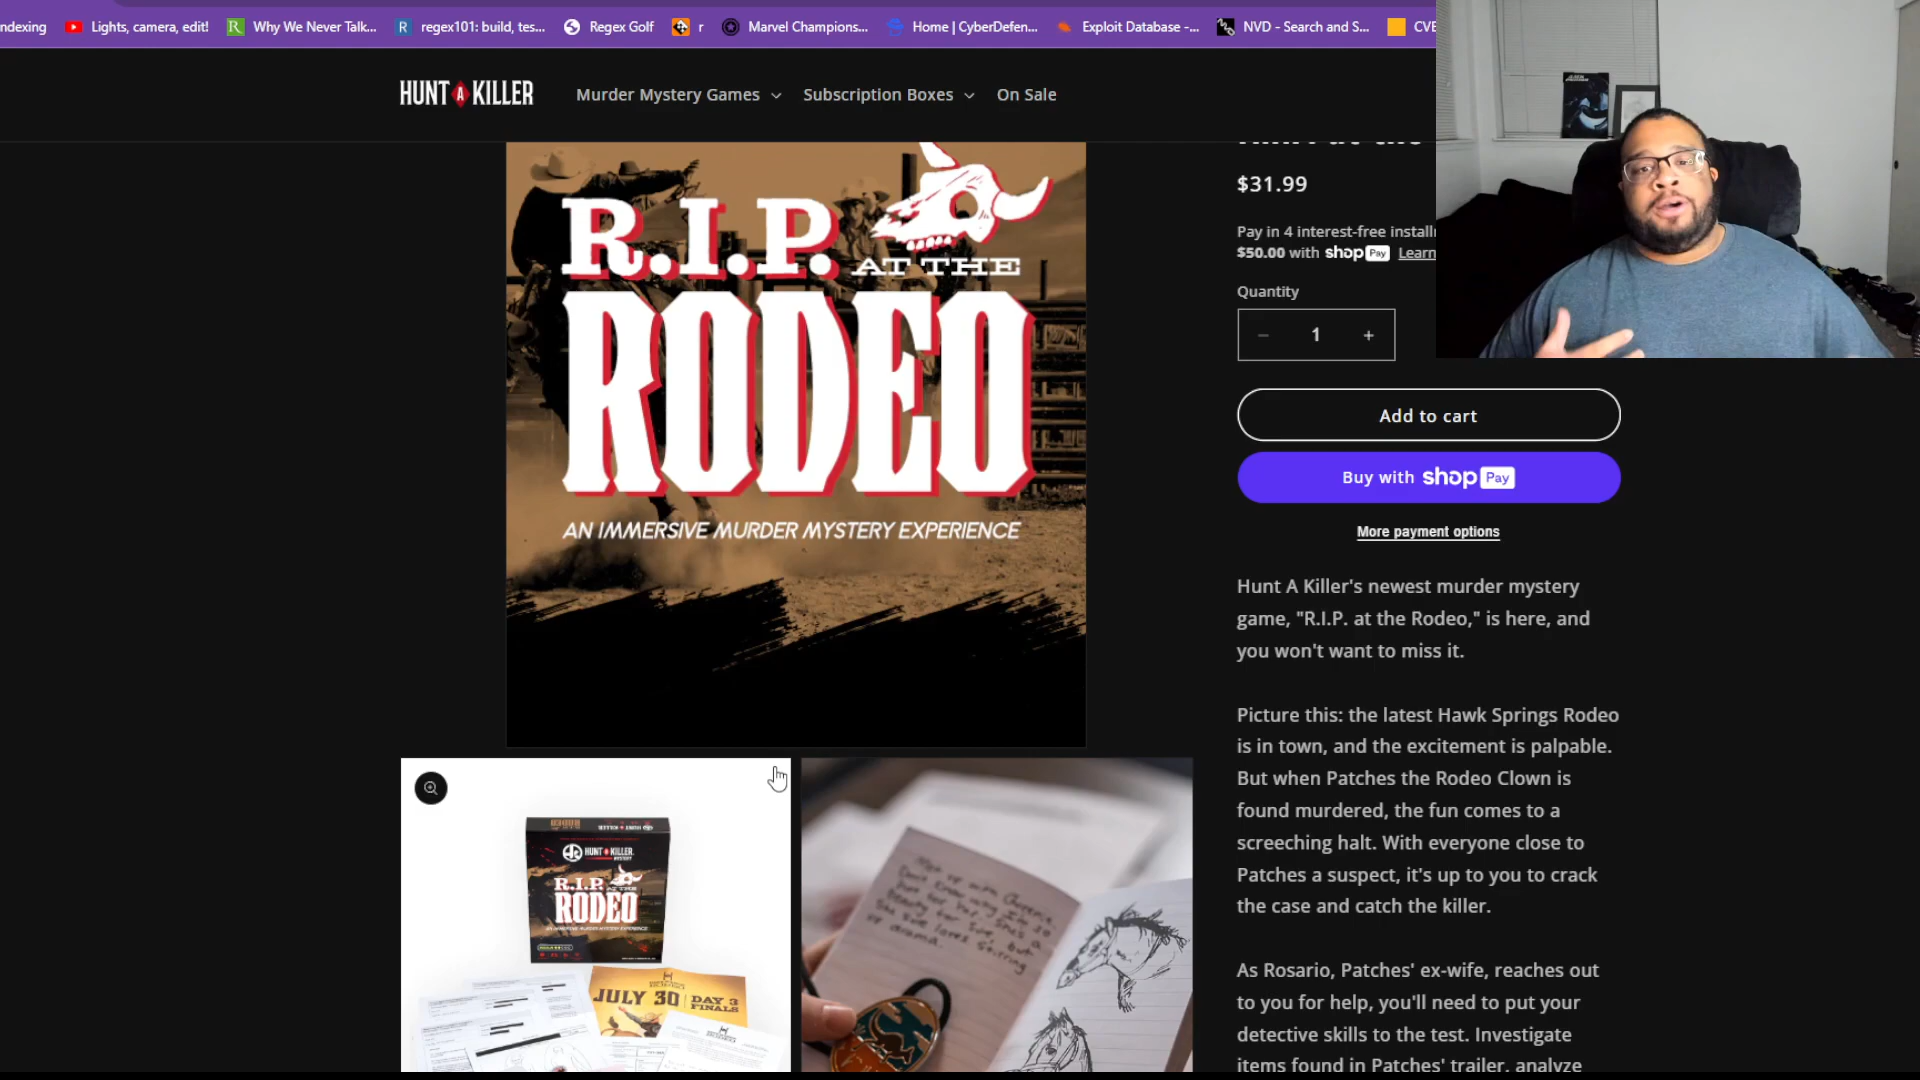 ndexing Lights, camera, edit! Why We Never Talk... regex101: build, tes... Regex Golf r Marvel Champions... Home | CyberDefen... Exploit Database -... NVD - Search and S... CVE
HUNT A KILLER Murder Mystery Games Subscription Boxes On Sale
R.I.P.
AT THE
RODEO
AN IMMERSIVE MURDER MYSTERY EXPERIENCE
$31.99
Pay in 4 interest-free install
$50.00 with shop Pay Learn
Quantity
− 1 +
Add to cart
Buy with shop Pay
More payment options
Hunt A Killer's newest murder mystery
game, "R.I.P. at the Rodeo," is here, and
you won't want to miss it.
Picture this: the latest Hawk Springs Rodeo
is in town, and the excitement is palpable.
But when Patches the Rodeo Clown is
found murdered, the fun comes to a
screeching halt. With everyone close to
Patches a suspect, it's up to you to crack
the case and catch the killer.
As Rosario, Patches' ex-wife, reaches out
to you for help, you'll need to put your
detective skills to the test. Investigate
items found in Patches' trailer, analyze
HUNT A KILLER
R.I.P. AT THE
RODEO
JULY 30 DAY 3
FINALS